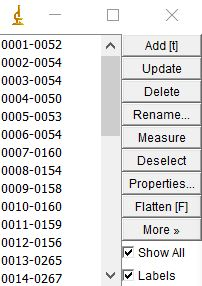 0001-0052
0002-0054
0003-0054
0004-0050
0005-0053
0006-0054
0007-0160
0008-0154
0009-0158
0010-0160
0011-0159
0012-0156
0013-0265
0014-0267
Add [t]
Update
Delete
Rename...
Measure
Deselect
Properties...
Flatten [F]
More »
Show All
Labels